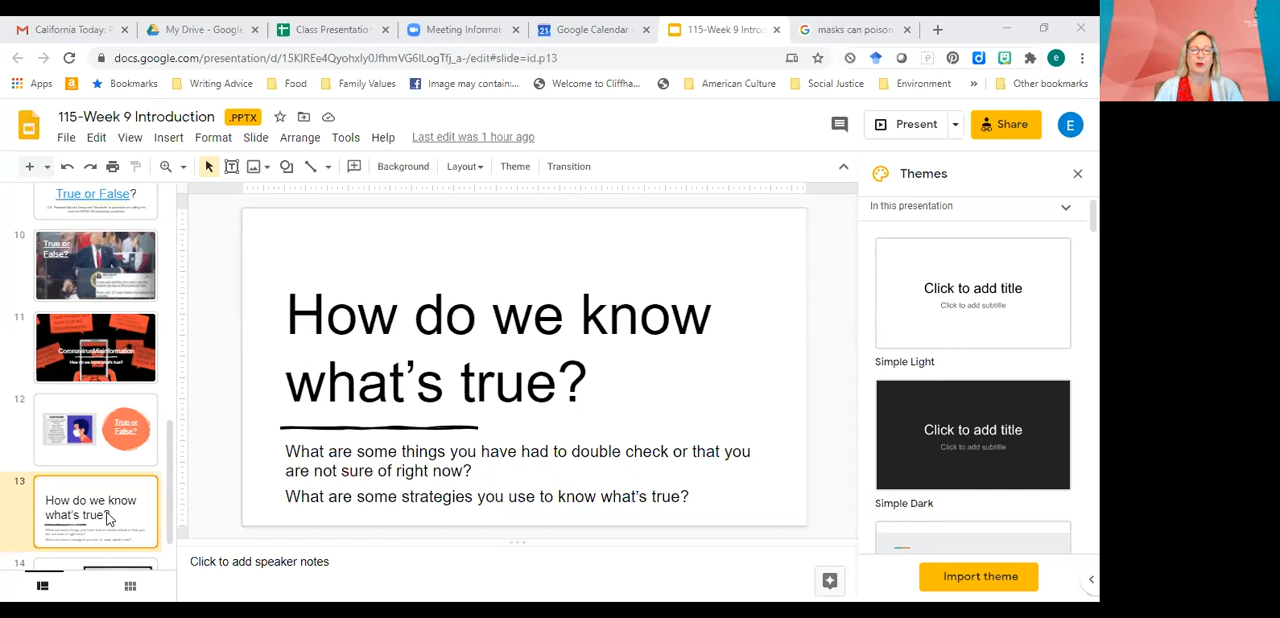 California Today: P
My Drive - Google
Class Presentatio
Meeting Informat
Google Calendar -
115-Week 9 Intro
masks can poison
docs.google.com/presentation/d/15KIREe4Qyohxly0JfhmVG6lLogTfj_a-/edit#slide=id.p13
Apps
Bookmarks
Writing Advice
Food
Family Values
Image may contain:...
Welcome to Cliffha...
American Culture
Social Justice
Environment
»
Other bookmarks
115-Week 9 Introduction .PPTX
File Edit View Insert Format Slide Arrange Tools Help Last edit was 1 hour ago
Present
Share
E
Background Layout Theme Transition
Themes
In this presentation
Click to add title
Click to add subtitle
Simple Light
Click to add title
Click to add subtitle
Simple Dark
Import theme
True or False?
10
True or
False?
11
CoronavirusMisinformation
How do we know what's true?
12
True or
False?
13
How do we know
what's true?
14
How do we know
what's true?
What are some things you have had to double check or that you
are not sure of right now?
What are some strategies you use to know what's true?
Click to add speaker notes